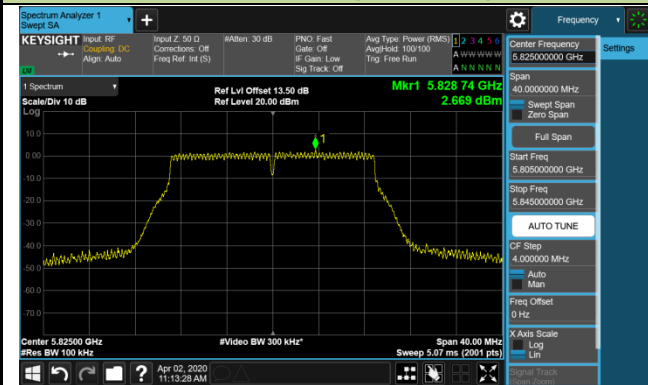 Spectrum Analyzer 1
Swept SA
+
Frequency
KEYSIGHT
Input: RF
Coupling: DC
Align: Auto
Input Z: 50 Ω
Corrections: Off
Freq Ref: Int (S)
#Atten: 30 dB
PNO: Fast
Gate: Off
IF Gain: Low
Sig Track: Off
Avg Type: Power (RMS)
Avg|Hold: 100/100
Trig: Free Run
1 2 3 4 5 6
A W W W W W
A N N N N N
LV
1 Spectrum
Scale/Div 10 dB
Log
Ref Lvl Offset 13.50 dB
Ref Level 20.00 dBm
Mkr1 5.828 74 GHz
2.669 dBm
1
10.0
0.00
-10.0
-20.0
-30.0
-40.0
-50.0
-60.0
-70.0
Center 5.82500 GHz
#Res BW 100 kHz
#Video BW 300 kHz*
Span 40.00 MHz
Sweep 5.07 ms (2001 pts)
Apr 02, 2020
11:13:28 AM
?
Center Frequency
5.825000000 GHz
Span
40.0000000 MHz
Swept Span
Zero Span
Full Span
Start Freq
5.805000000 GHz
Stop Freq
5.845000000 GHz
AUTO TUNE
CF Step
4.000000 MHz
Auto
Man
Freq Offset
0 Hz
X Axis Scale
Log
Lin
Signal Track
(Span Zoom)
Settings